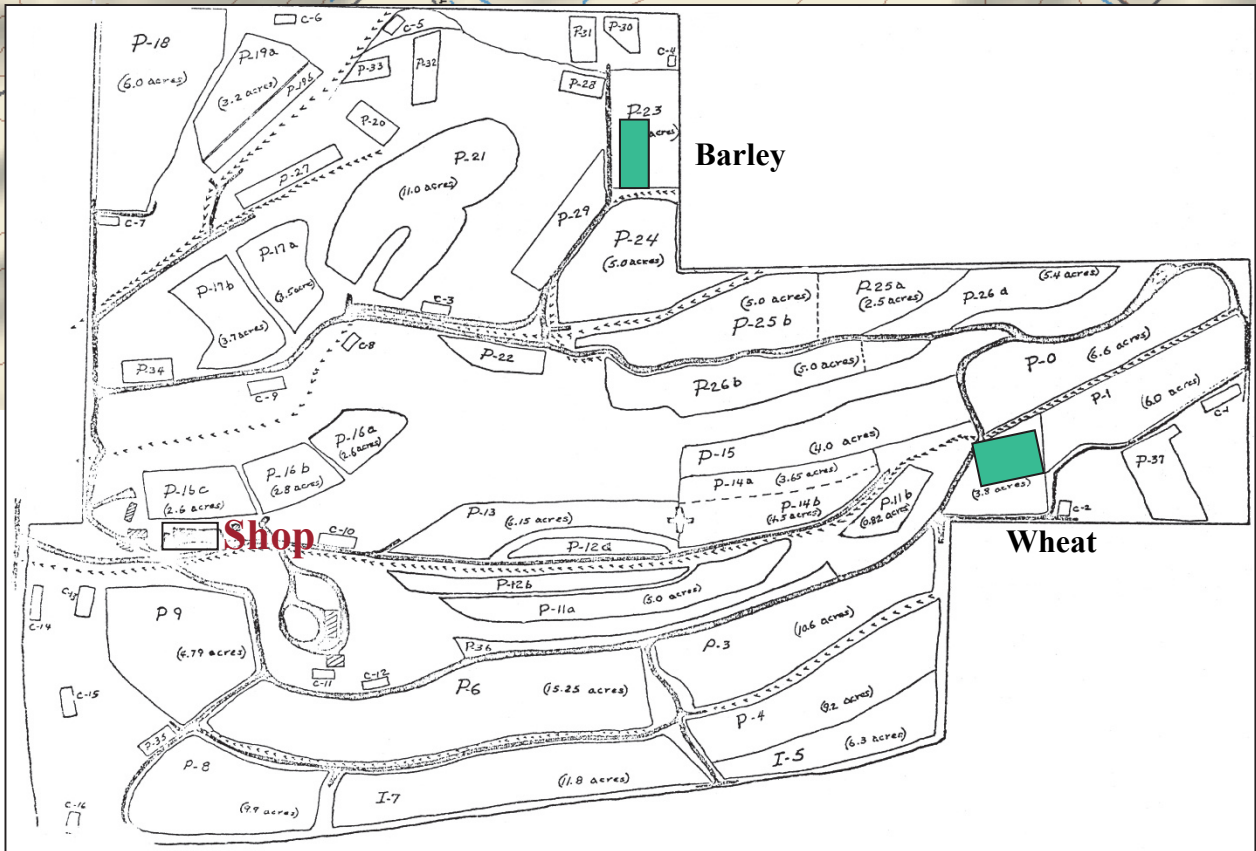 C-6
C-5
P-31
P-30
P-18
(6.0 acres)
P-19a
(3.2 acres)
P-19b
P-33
P-32
C-4
P-28
P-23
acres)
P-20
P-27
P-21
(11.0 acres)
Barley
C-7
P-29
P-24
(5.0 acres)
P-17a
(3.5 acres)
P-17b
(3.7 acres)
C-3
(5.0 acres)
P-25b
P-25a
(2.5 acres)
(5.4 acres)
P-26a
C-8
P-34
C-9
P-22
P-26b
(5.0 acres)
P-0
(6.6 acres)
P-1
(6.0 acres)
C-1
P-16a
(2.6 acres)
P-15
(4.0 acres)
P-16b
(2.8 acres)
P-16c
(2.6 acres)
P-14a
(3.65 acres)
P-14b
(4.5 acres)
P-11b
(0.82 acres)
(3.8 acres)
P-37
C-2
P-13
(6.15 acres)
Shop
C-10
P-12a
Wheat
P-12b
P-11a
(5.0 acres)
C-14
C-13
P 9
(4.79 acres)
P-36
P-3
(10.6 acres)
C-11
C-12
P-6
(15.25 acres)
C-15
P-4
(9.2 acres)
I-5
(6.3 acres)
P-35
P-8
(9.9 acres)
I-7
(11.8 acres)
C-16